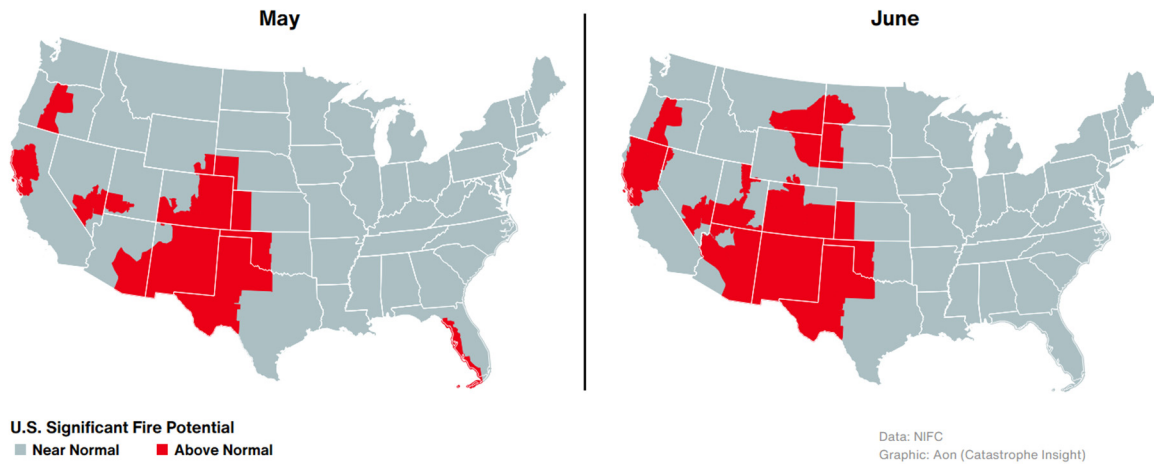 May
June
U.S. Significant Fire Potential
Near Normal
Above Normal
Data: NIFC
Graphic: Aon (Catastrophe Insight)